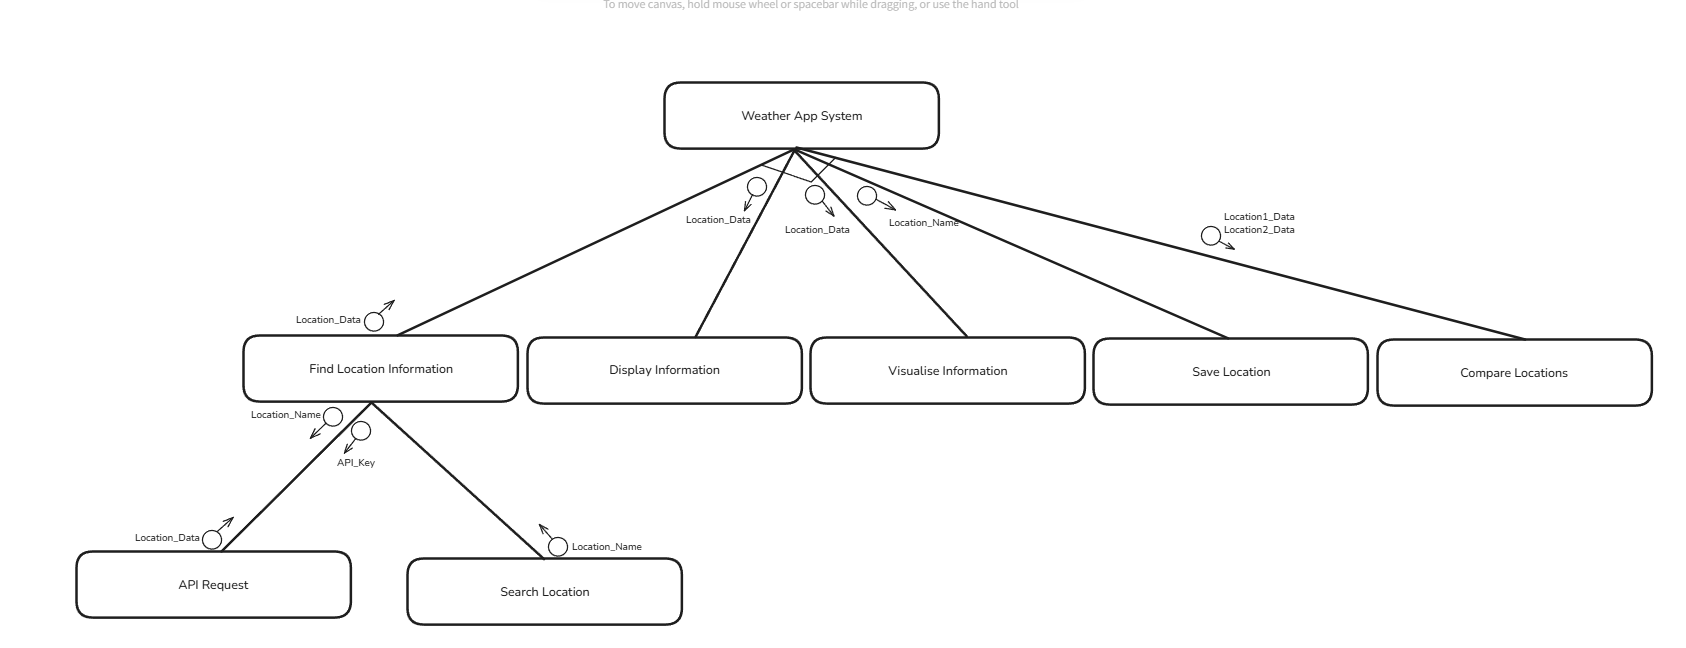 To move canvas, hold mouse wheel or spacebar while dragging, or use the hand tool
Weather App System
Location_Data
Location_Data
Location_Name
Location1_Data
Location2_Data
Location_Data
Find Location Information
Display Information
Visualise Information
Save Location
Compare Locations
Location_Name
API_Key
Location_Data
Location_Name
API Request
Search Location